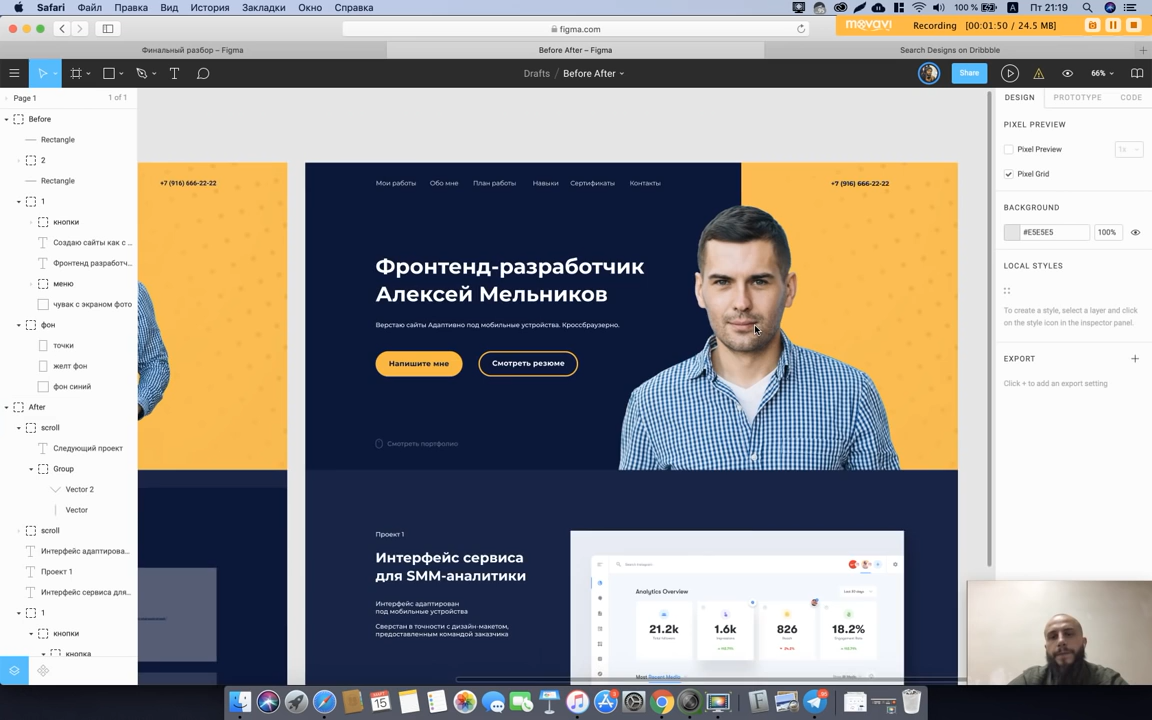 Safari Файл Правка Вид История Закладки Окно Справка
100 % Пт 21:19
figma.com
movavi Recording [00:01:50 / 24.5 MB]
Финальный разбор – Figma
Before After – Figma
Search Designs on Dribbble
Drafts / Before After
Share
66%
Page 1
1 of 1
Before
Rectangle
2
Rectangle
1
кнопки
Создаю сайты как с ..
Фронтенд разработч..
меню
чувак с экраном фото
фон
точки
желт фон
фон синий
After
scroll
Следующий проект
Group
Vector 2
Vector
scroll
Интерфейс адаптирова..
Проект 1
Интерфейс сервиса для..
1
кнопки
кнопка
+7 (916) 666-22-22
Мои работы Обо мне План работы Навыки Сертификаты Контакты
+7 (916) 666-22-22
Фронтенд-разработчик
Алексей Мельников
Верстаю сайты Адаптивно под мобильные устройства. Кроссбраузерно.
Напишите мне
Смотреть резюме
Смотреть портфолио
Проект 1
Интерфейс сервиса
для SMM-аналитики
Интерфейс адаптирован
под мобильные устройства
Сверстан в точности с дизайн-макетом,
предоставленным командой заказчика
Analytics Overview
21.2k
1.6k
826
18.2%
Most Recent Media
DESIGN PROTOTYPE CODE
PIXEL PREVIEW
Pixel Preview
1x
Pixel Grid
BACKGROUND
#E5E5E5 100%
LOCAL STYLES
To create a style, select a layer and click
on the style icon in the inspector panel.
EXPORT
Click + to add an export setting